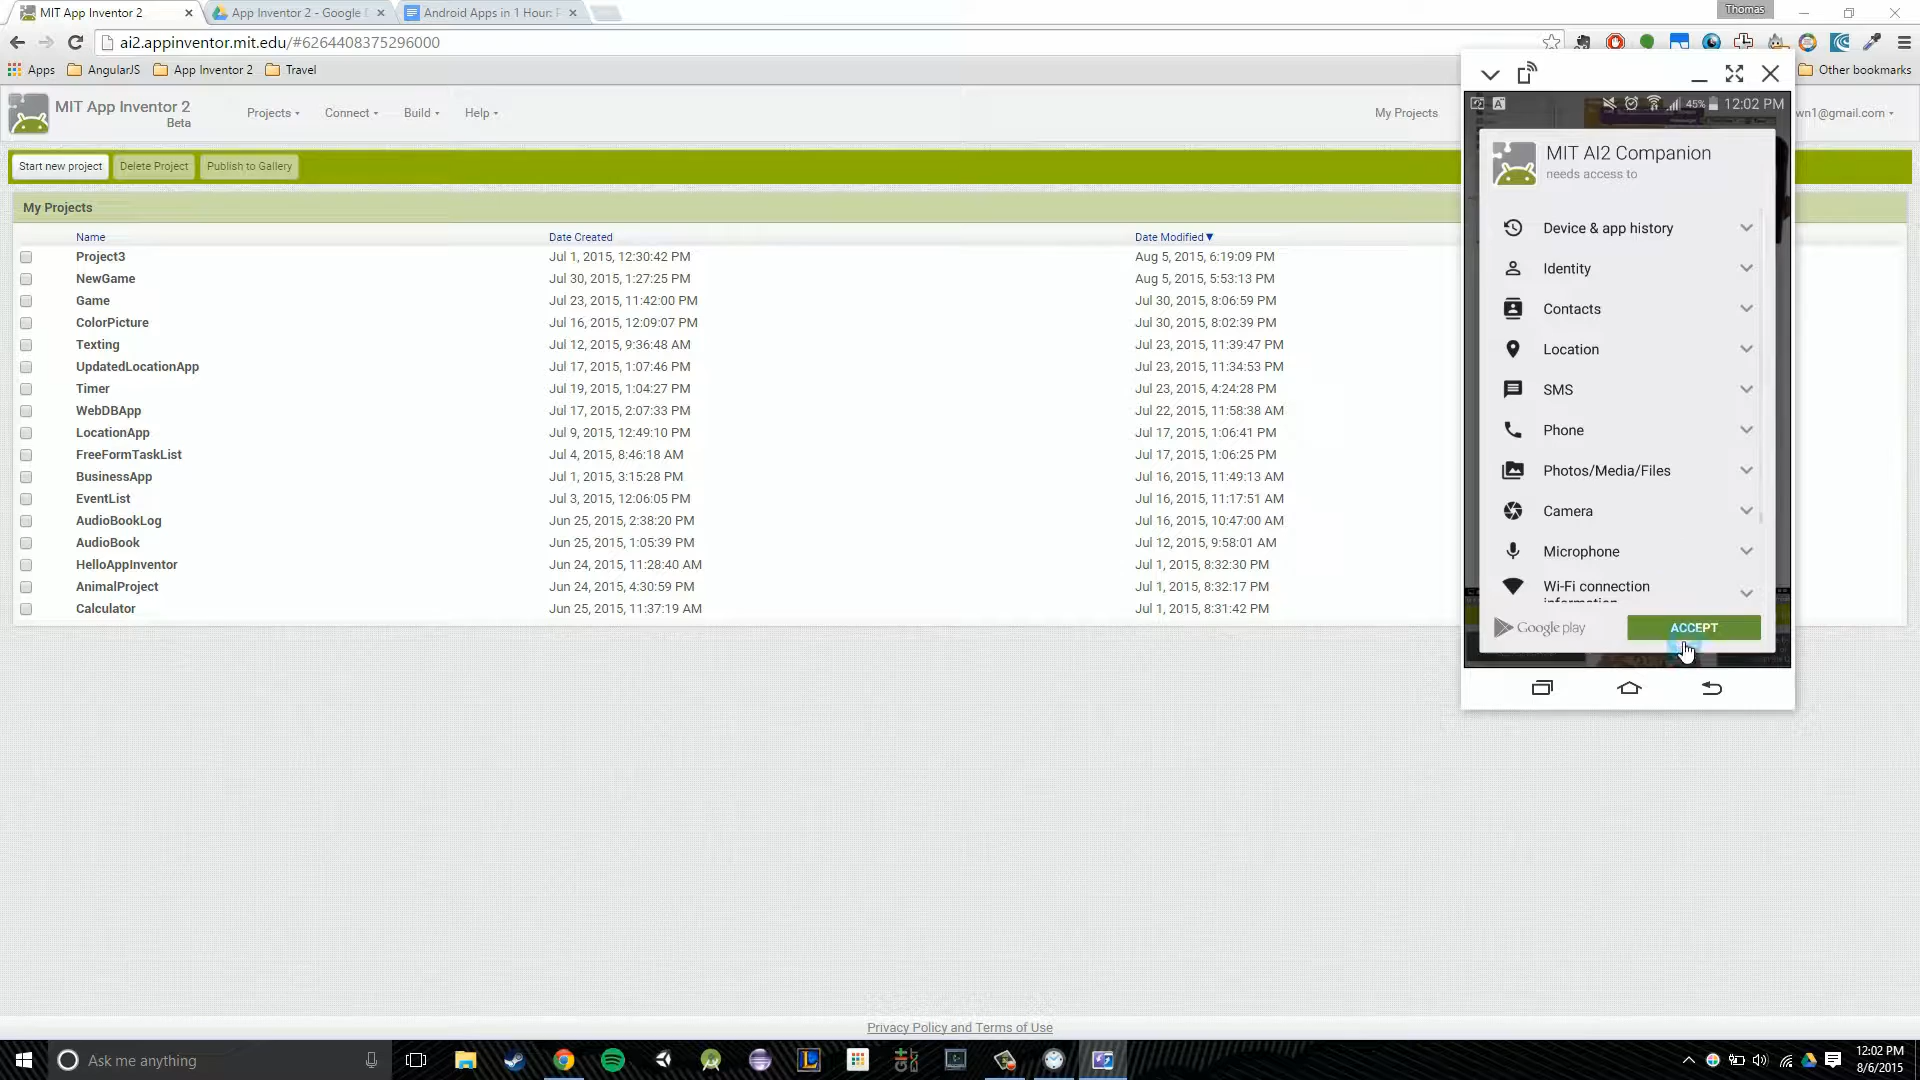 MIT App Inventor 2
App Inventor 2 - Google
Android Apps in 1 Hour:
Thomas
ai2.appinventor.mit.edu/#6264408375296000
Apps
AngularJS
App Inventor 2
Travel
Other bookmarks
MIT App Inventor 2
Beta
Projects
Connect
Build
Help
My Projects
wn1@gmail.com
Start new project
Delete Project
Publish to Gallery
My Projects
Name Date Created Date Modified▼
Project3 Jul 1, 2015, 12:30:42 PM Aug 5, 2015, 6:19:09 PM
NewGame Jul 30, 2015, 1:27:25 PM Aug 5, 2015, 5:53:13 PM
Game Jul 23, 2015, 11:42:00 PM Jul 30, 2015, 8:06:59 PM
ColorPicture Jul 16, 2015, 12:09:07 PM Jul 30, 2015, 8:02:39 PM
Texting Jul 12, 2015, 9:36:48 AM Jul 23, 2015, 11:39:47 PM
UpdatedLocationApp Jul 17, 2015, 1:07:46 PM Jul 23, 2015, 11:34:53 PM
Timer Jul 19, 2015, 1:04:27 PM Jul 23, 2015, 4:24:28 PM
WebDBApp Jul 17, 2015, 2:07:33 PM Jul 22, 2015, 11:58:38 AM
LocationApp Jul 9, 2015, 12:49:10 PM Jul 17, 2015, 1:06:41 PM
FreeFormTaskList Jul 4, 2015, 8:46:18 AM Jul 17, 2015, 1:06:25 PM
BusinessApp Jul 1, 2015, 3:15:28 PM Jul 16, 2015, 11:49:13 AM
EventList Jul 3, 2015, 12:06:05 PM Jul 16, 2015, 11:17:51 AM
AudioBookLog Jun 25, 2015, 2:38:20 PM Jul 16, 2015, 10:47:00 AM
AudioBook Jun 25, 2015, 1:05:39 PM Jul 12, 2015, 9:58:01 AM
HelloAppInventor Jun 24, 2015, 11:28:40 AM Jul 1, 2015, 8:32:30 PM
AnimalProject Jun 24, 2015, 4:30:59 PM Jul 1, 2015, 8:32:17 PM
Calculator Jun 25, 2015, 11:37:19 AM Jul 1, 2015, 8:31:42 PM
45% 12:02 PM
MIT AI2 Companion
needs access to
Device & app history
Identity
Contacts
Location
SMS
Phone
Photos/Media/Files
Camera
Microphone
Wi-Fi connection
information
Google play
ACCEPT
Privacy Policy and Terms of Use
Ask me anything
12:02 PM
8/6/2015